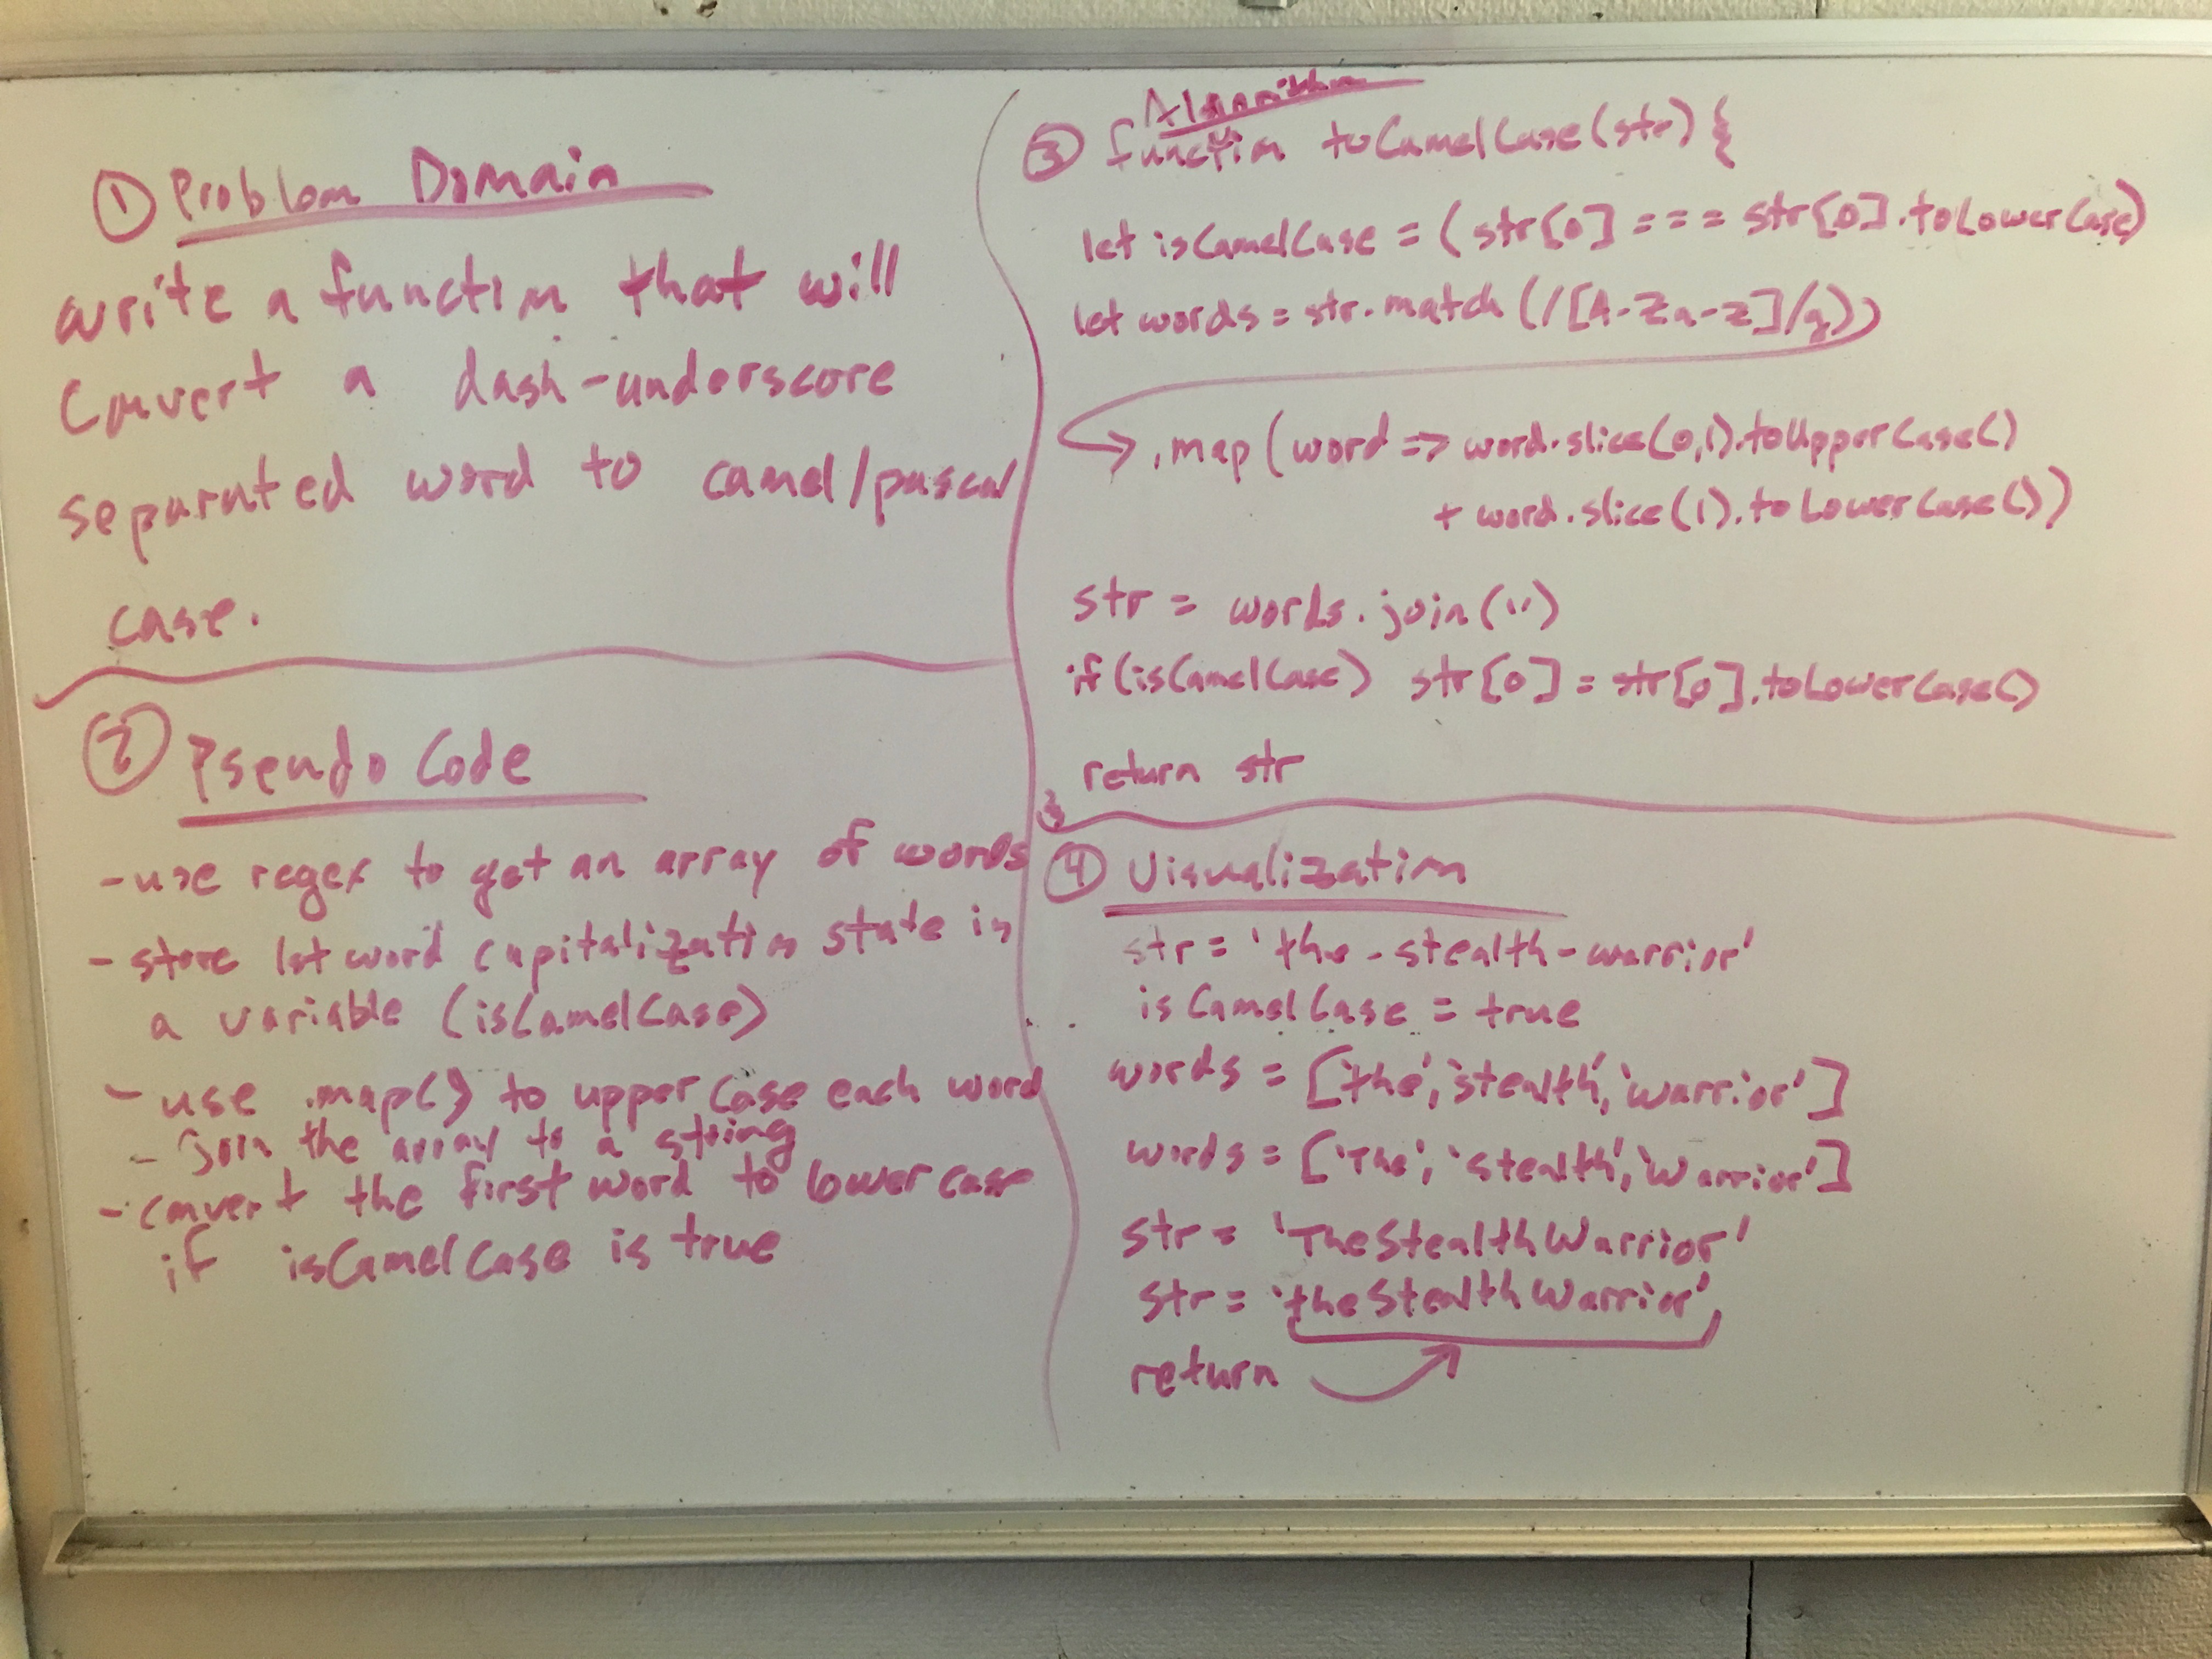 ① Problem Domain
write a function that will
convert a dash-underscore
separated word to camel/pascal
case.
② Pseudo Code
- use regex to get an array of words
- store 1st word capitalization state in
a variable (isCamelCase)
- use .map() to upper case each word
- join the array to a string
- convert the first word to lower case
if isCamelCase is true
Algorithm
③ function toCamelCase(str) {
let isCamelCase = (str[0] === str[0].toLowerCase)
let words = str.match(/[A-Za-z]/g))
.map(word => word.slice(0,1).toUpperCase()
+ word.slice(1).toLowerCase())
str = words.join('')
if (isCamelCase) str[0] = str[0].toLowerCase()
return str
}
④ Visualization
str = 'the-stealth-warrior'
isCamelCase = true
words = ['the', 'stealth', 'warrior']
words = ['The', 'Stealth', 'Warrior']
str = 'TheStealthWarrior'
str = 'theStealthWarrior',
return